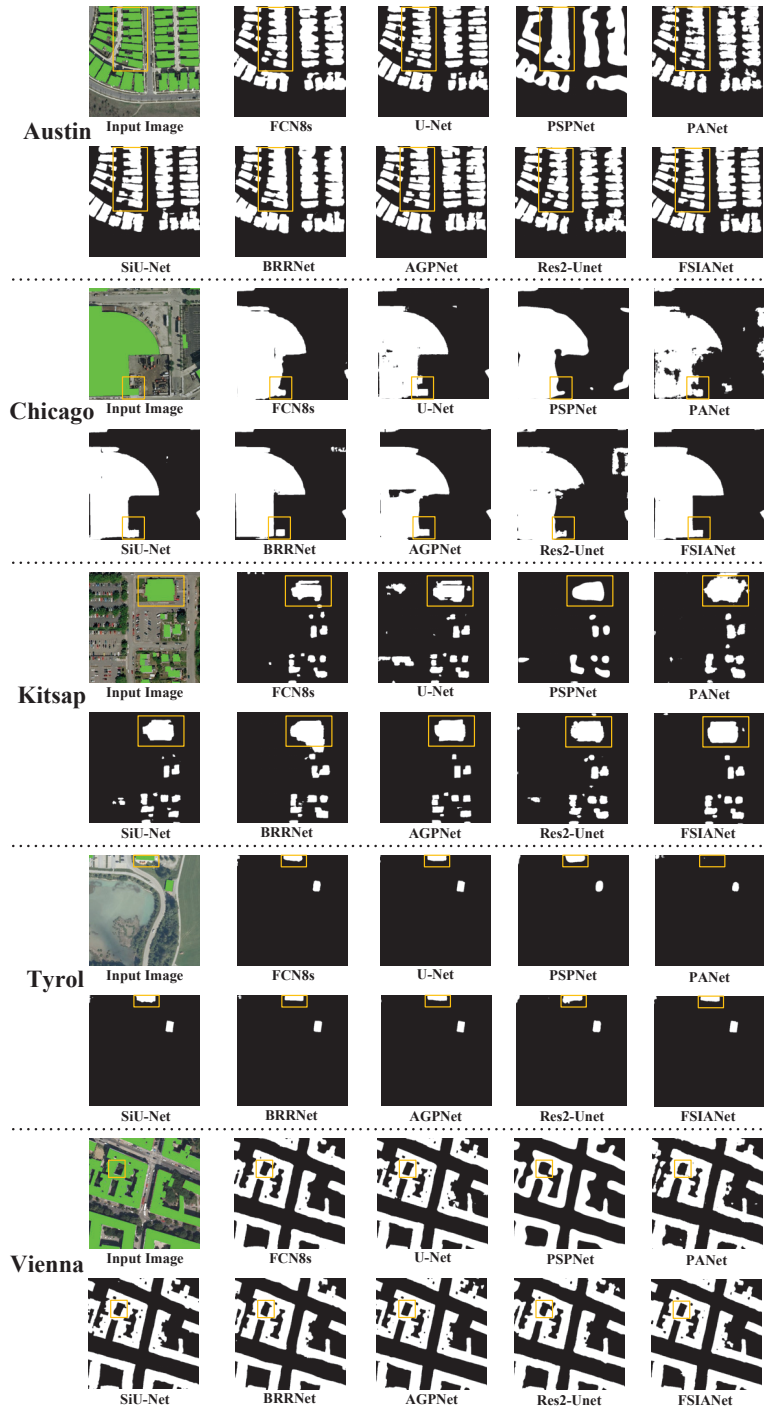 Austin
Input Image FCN8s U-Net PSPNet PANet
SiU-Net BRRNet AGPNet Res2-Unet FSIANet
Chicago
Input Image FCN8s U-Net PSPNet PANet
SiU-Net BRRNet AGPNet Res2-Unet FSIANet
Kitsap
Input Image FCN8s U-Net PSPNet PANet
SiU-Net BRRNet AGPNet Res2-Unet FSIANet
Tyrol
Input Image FCN8s U-Net PSPNet PANet
SiU-Net BRRNet AGPNet Res2-Unet FSIANet
Vienna
Input Image FCN8s U-Net PSPNet PANet
SiU-Net BRRNet AGPNet Res2-Unet FSIANet